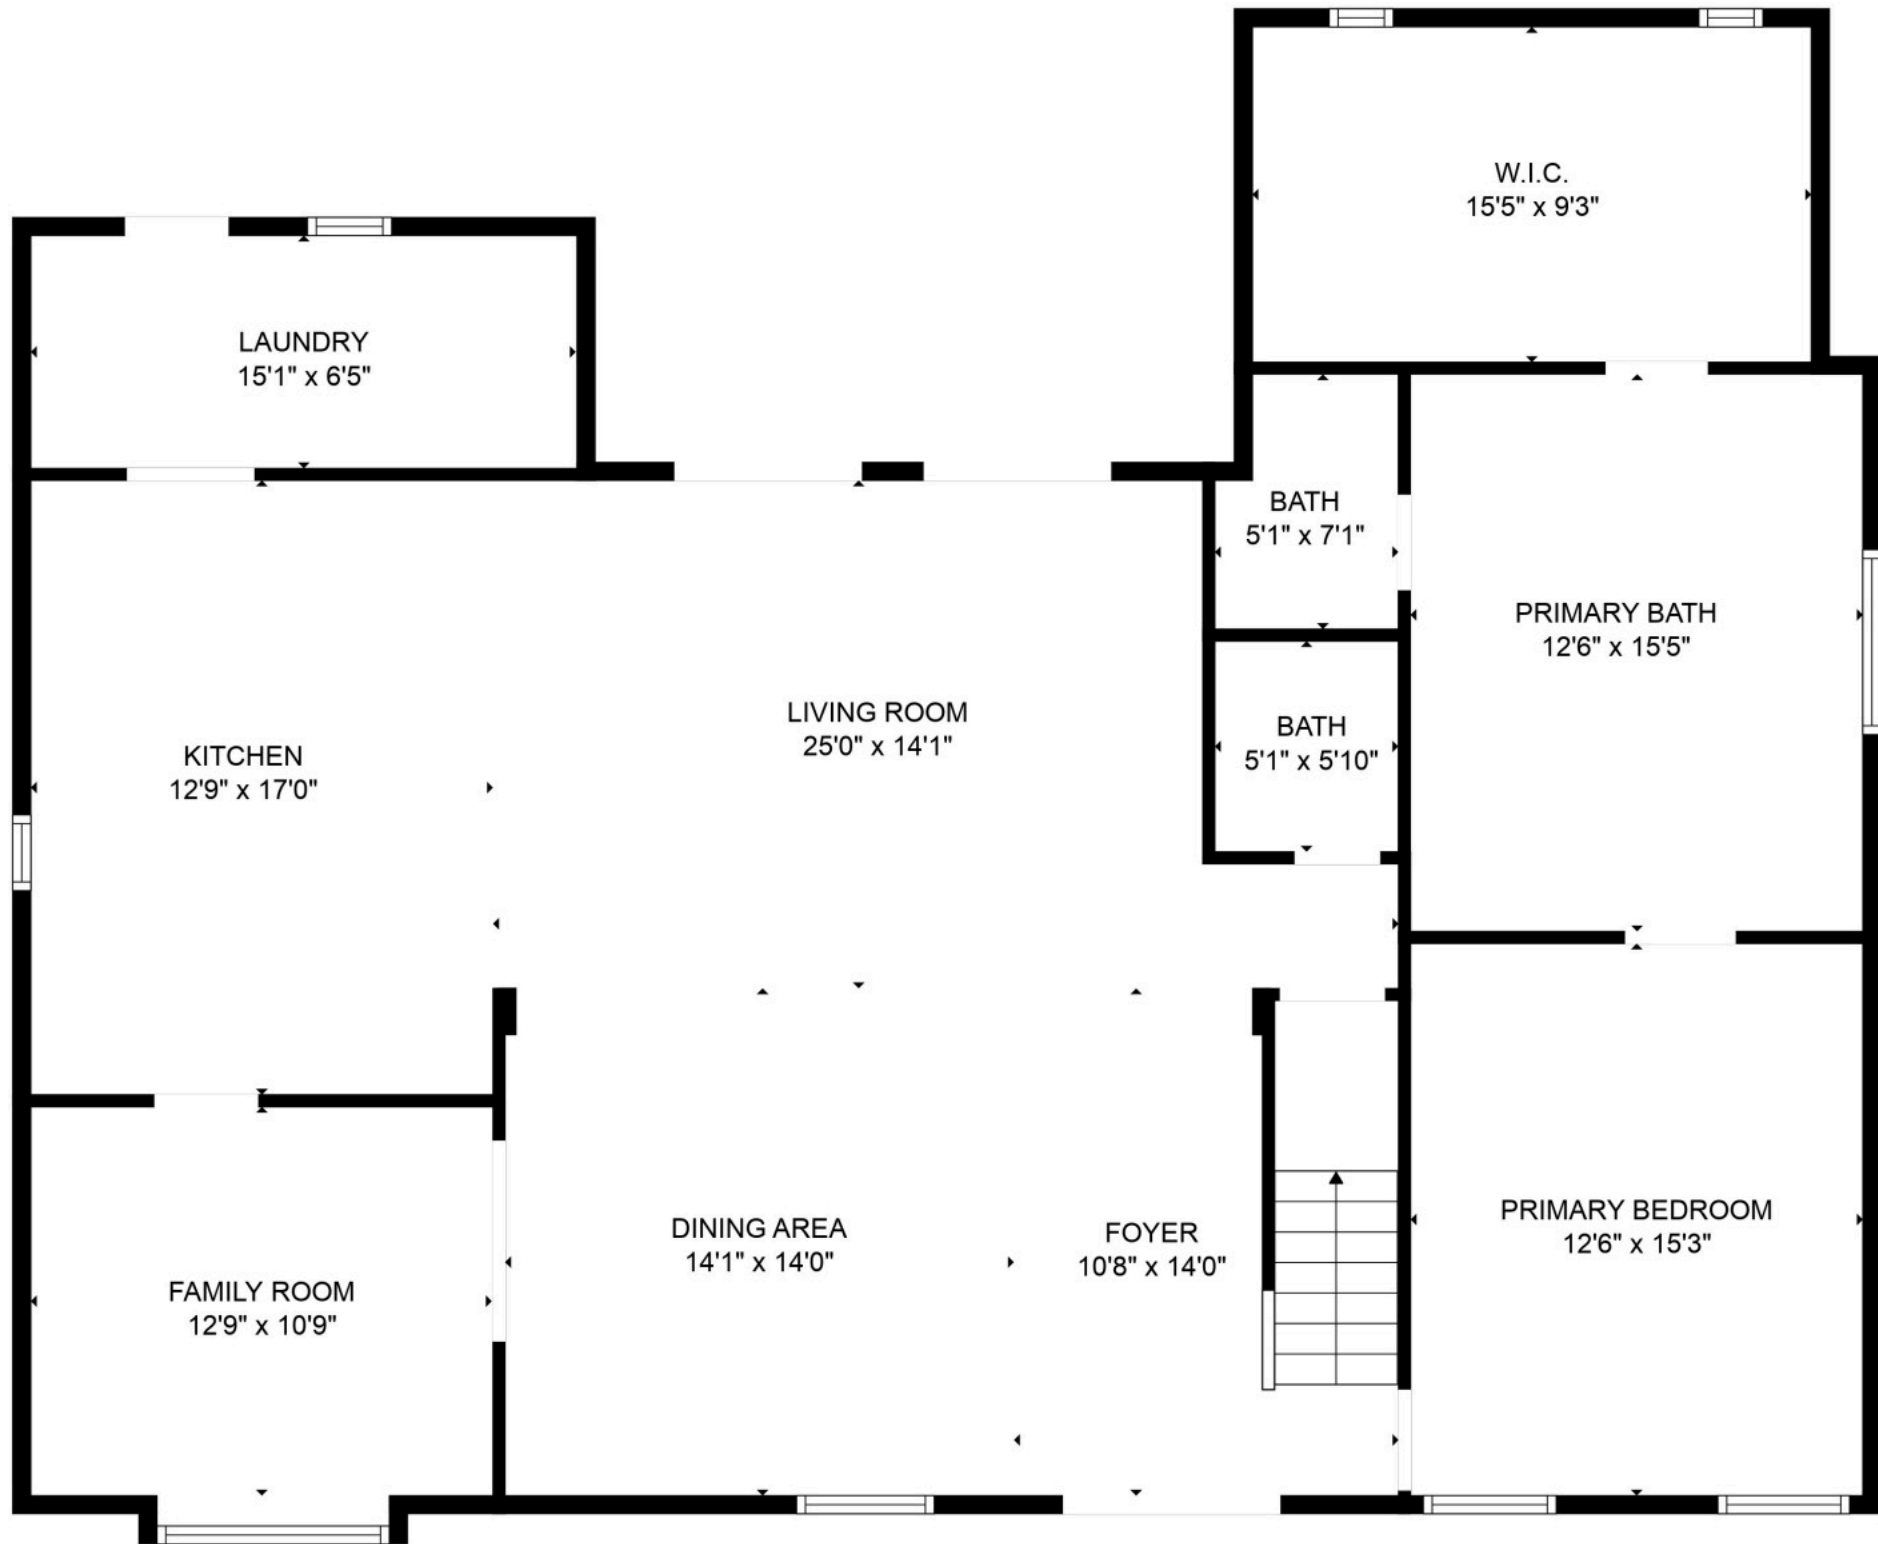 W.I.C.
15'5" x 9'3"
LAUNDRY
15'1" x 6'5"
BATH
5'1" x 7'1"
PRIMARY BATH
12'6" x 15'5"
LIVING ROOM
25'0" x 14'1"
BATH
5'1" x 5'10"
KITCHEN
12'9" x 17'0"
PRIMARY BEDROOM
12'6" x 15'3"
DINING AREA
14'1" x 14'0"
FOYER
10'8" x 14'0"
FAMILY ROOM
12'9" x 10'9"